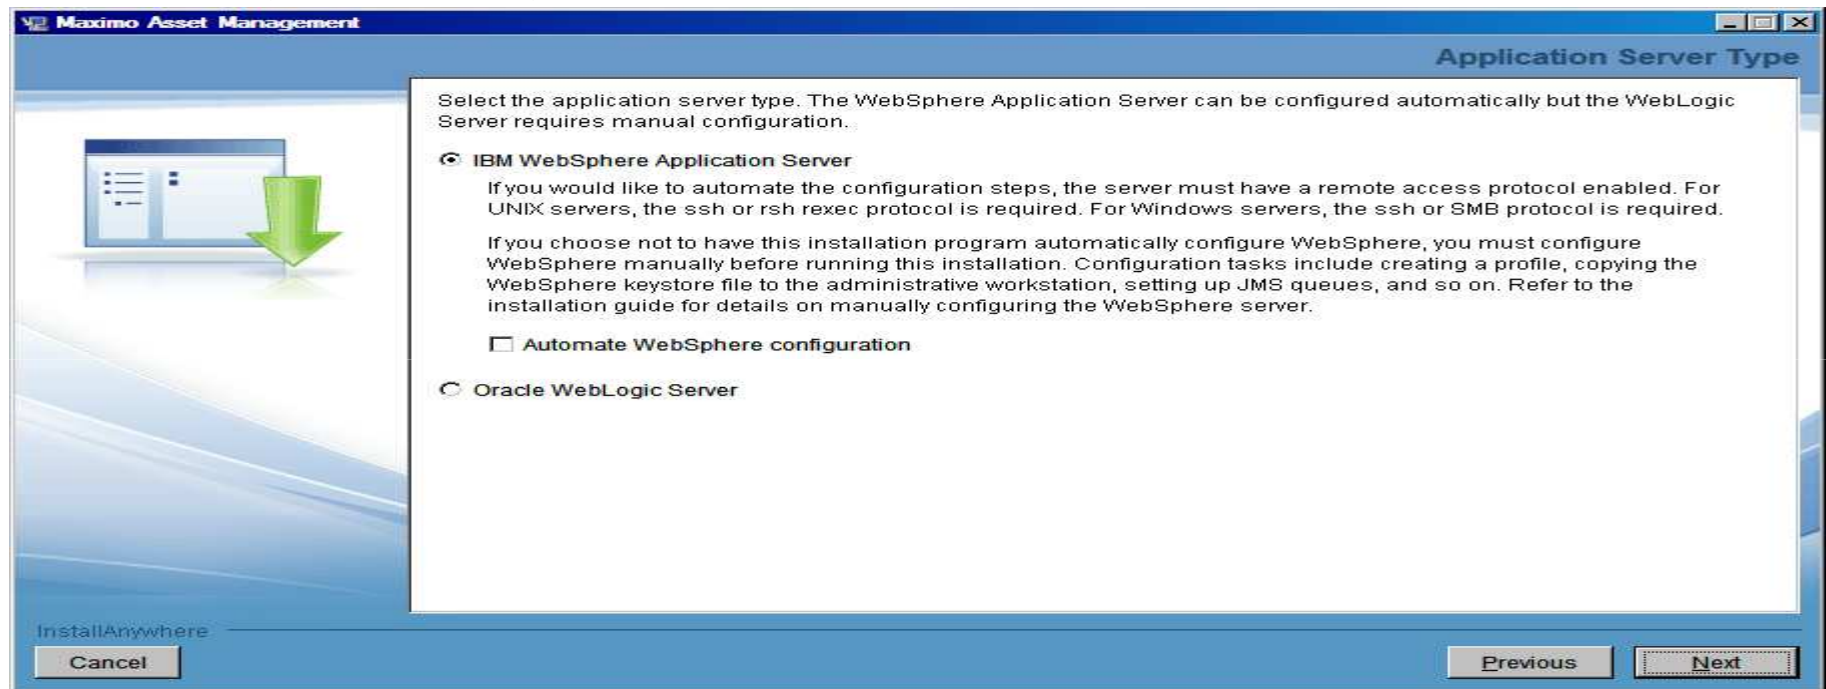 Maximo Asset Management
Application Server Type
Select the application server type. The WebSphere Application Server can be configured automatically but the WebLogic
Server requires manual configuration.
IBM WebSphere Application Server
If you would like to automate the configuration steps, the server must have a remote access protocol enabled. For
UNIX servers, the ssh or rsh rexec protocol is required. For Windows servers, the ssh or SMB protocol is required.
If you choose not to have this installation program automatically configure WebSphere, you must configure
WebSphere manually before running this installation. Configuration tasks include creating a profile, copying the
WebSphere keystore file to the administrative workstation, setting up JMS queues, and so on. Refer to the
installation guide for details on manually configuring the WebSphere server.
Automate WebSphere configuration
Oracle WebLogic Server
InstallAnywhere
Cancel
Previous
Next